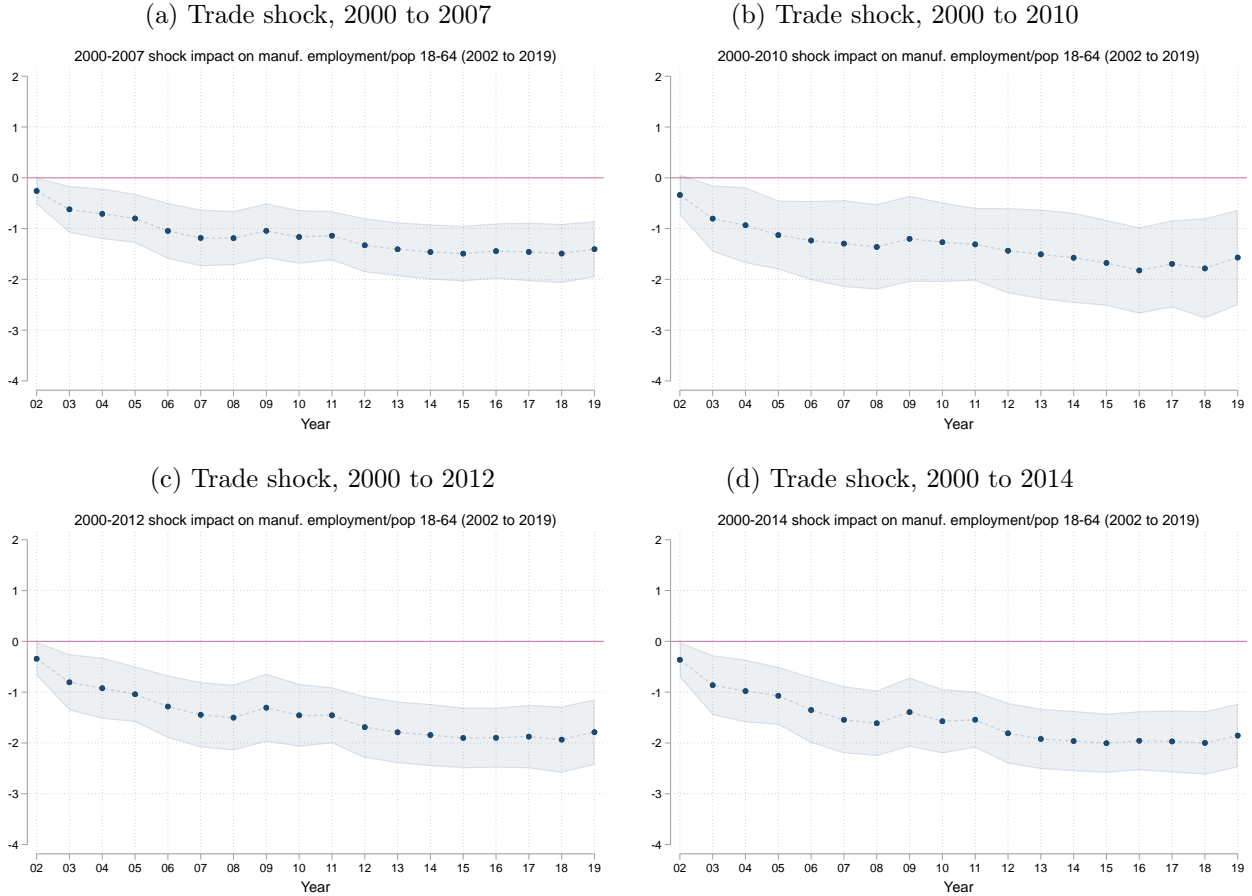 (a) Trade shock, 2000 to 2007
2000-2007 shock impact on manuf. employment/pop 18-64 (2002 to 2019)
2
1
0
-1
-2
-3
-4
02 03 04 05 06 07 08 09 10 11 12 13 14 15 16 17 18 19
Year
(b) Trade shock, 2000 to 2010
2000-2010 shock impact on manuf. employment/pop 18-64 (2002 to 2019)
2
1
0
-1
-2
-3
-4
02 03 04 05 06 07 08 09 10 11 12 13 14 15 16 17 18 19
Year
(c) Trade shock, 2000 to 2012
2000-2012 shock impact on manuf. employment/pop 18-64 (2002 to 2019)
2
1
0
-1
-2
-3
-4
02 03 04 05 06 07 08 09 10 11 12 13 14 15 16 17 18 19
Year
(d) Trade shock, 2000 to 2014
2000-2014 shock impact on manuf. employment/pop 18-64 (2002 to 2019)
2
1
0
-1
-2
-3
-4
02 03 04 05 06 07 08 09 10 11 12 13 14 15 16 17 18 19
Year